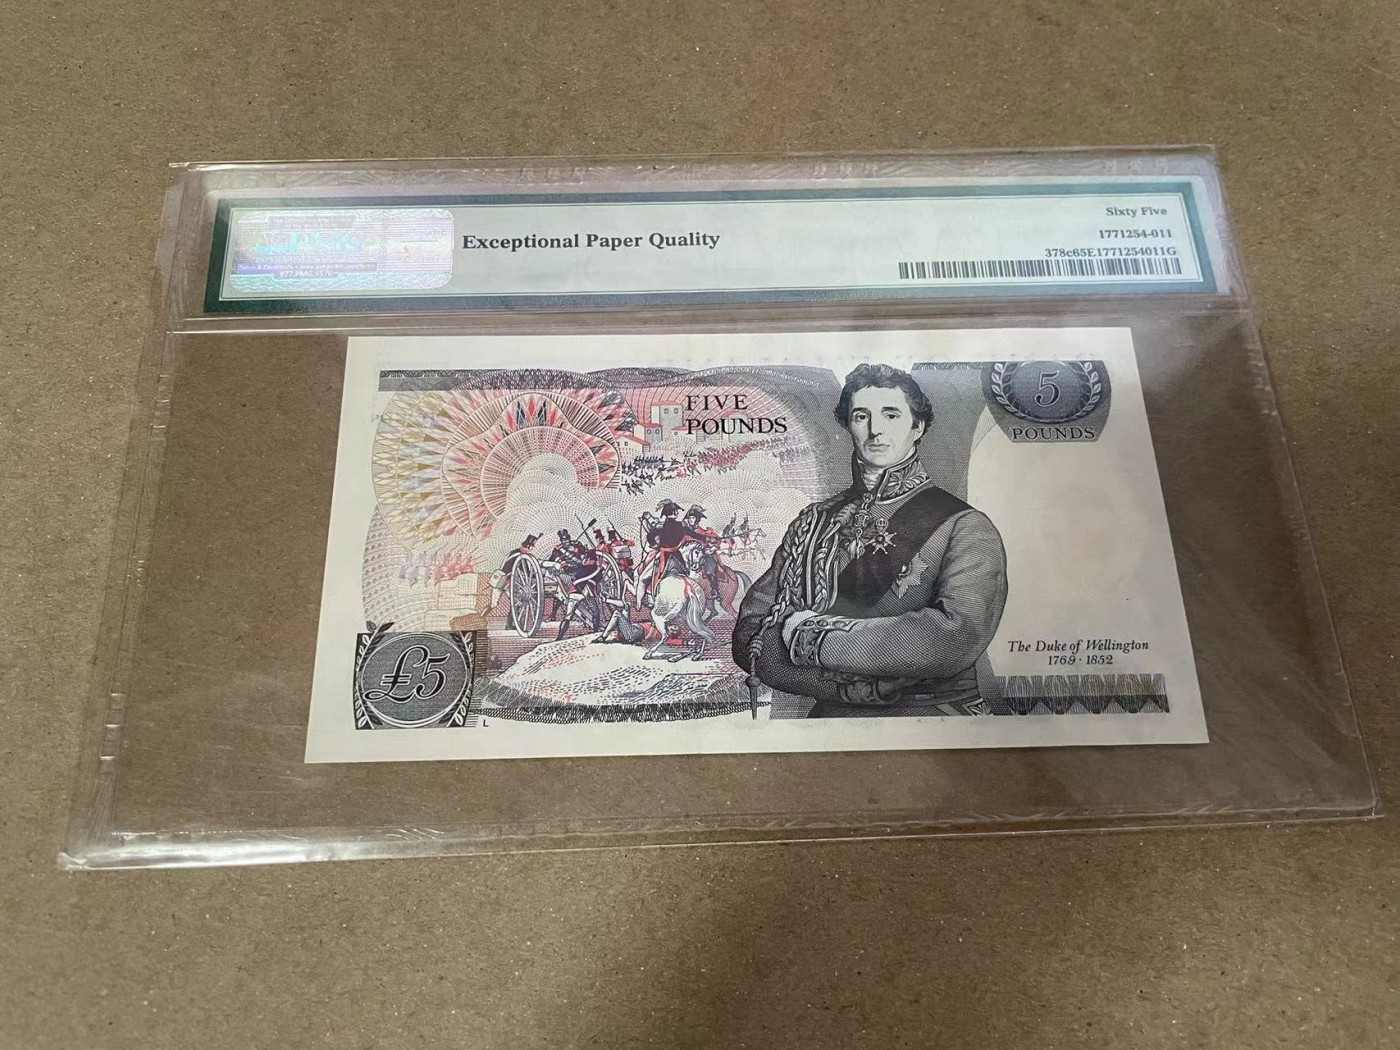 Exceptional Paper Quality
Sixty Five
1771254-011
378c65E1771254011G
FIVE
POUNDS
5
POUNDS
The Duke of Wellington
1769 · 1852
£5
L